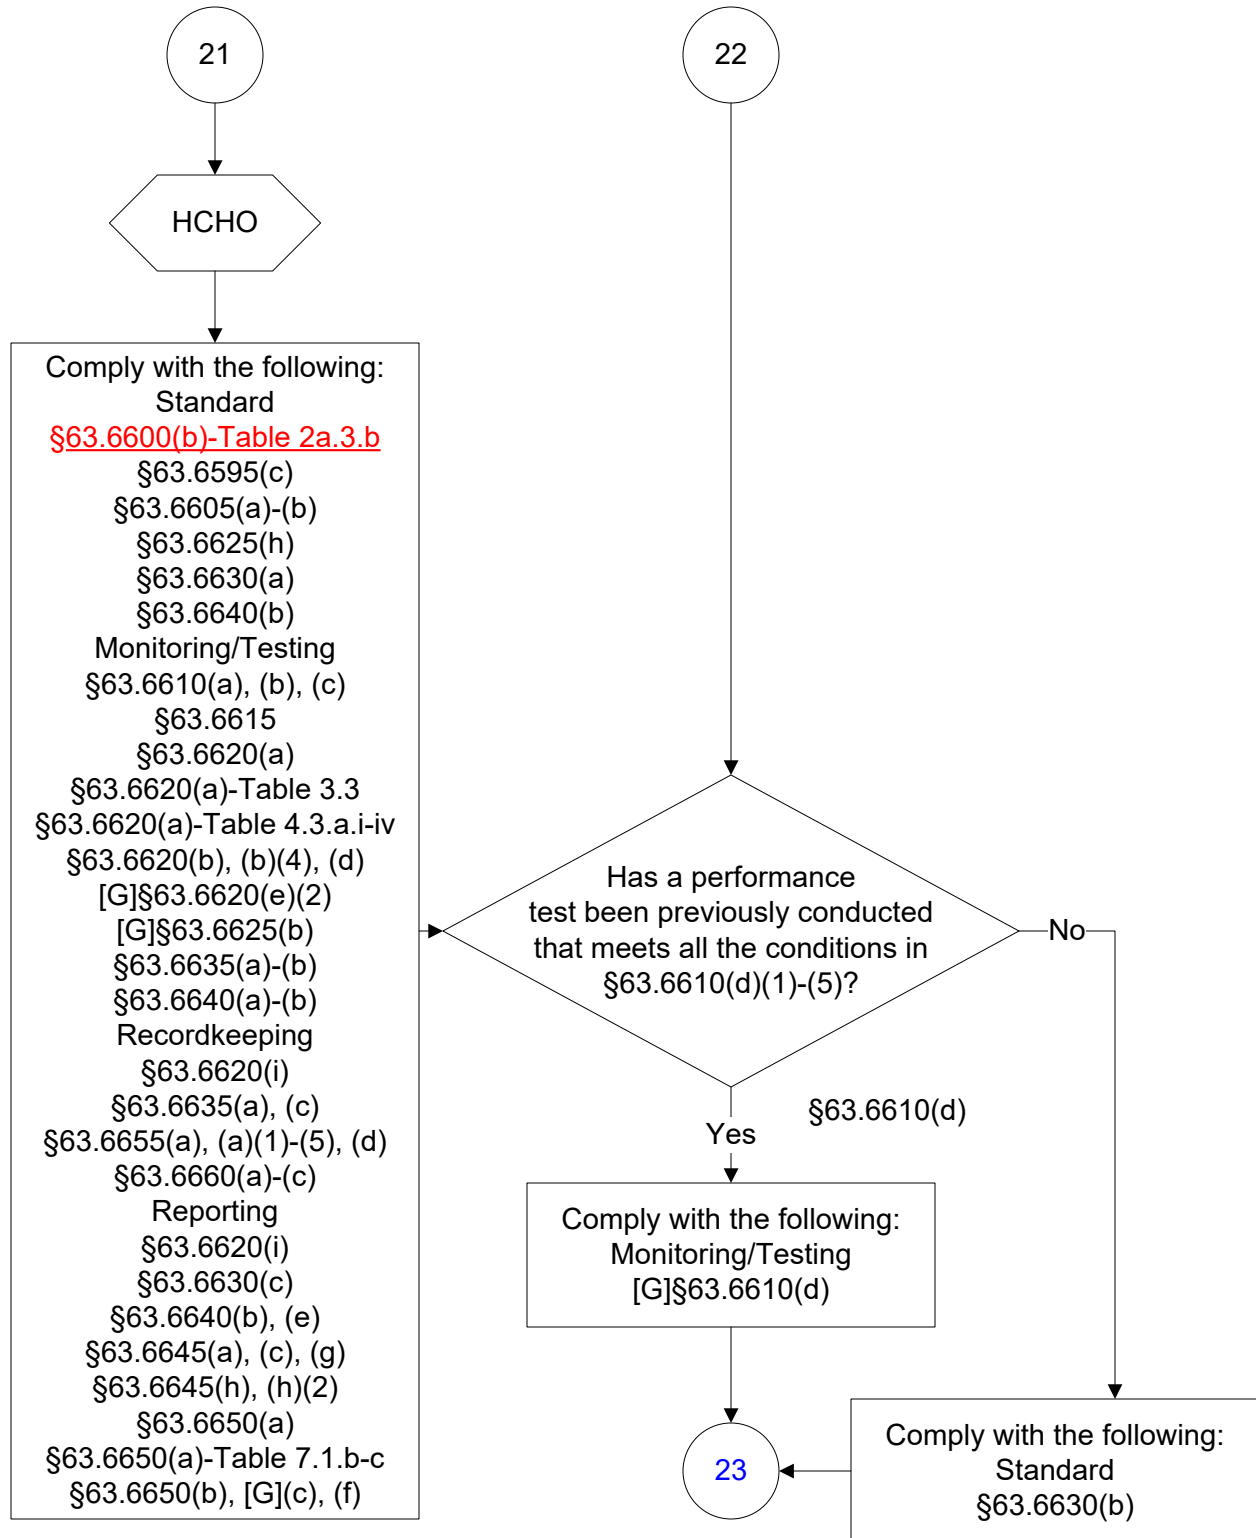 21
22
HCHO
Comply with the following:
Standard
§63.6600(b)-Table 2a.3.b
§63.6595(c)
§63.6605(a)-(b)
§63.6625(h)
§63.6630(a)
§63.6640(b)
Monitoring/Testing
§63.6610(a), (b), (c)
§63.6615
§63.6620(a)
§63.6620(a)-Table 3.3
§63.6620(a)-Table 4.3.a.i-iv
§63.6620(b), (b)(4), (d)
[G]§63.6620(e)(2)
[G]§63.6625(b)
§63.6635(a)-(b)
§63.6640(a)-(b)
Recordkeeping
§63.6620(i)
§63.6635(a), (c)
§63.6655(a), (a)(1)-(5), (d)
§63.6660(a)-(c)
Reporting
§63.6620(i)
§63.6630(c)
§63.6640(b), (e)
§63.6645(a), (c), (g)
§63.6645(h), (h)(2)
§63.6650(a)
§63.6650(a)-Table 7.1.b-c
§63.6650(b), [G](c), (f)
Has a performance
test been previously conducted
that meets all the conditions in
§63.6610(d)(1)-(5)?
No
Yes
§63.6610(d)
Comply with the following:
Monitoring/Testing
[G]§63.6610(d)
23
Comply with the following:
Standard
§63.6630(b)